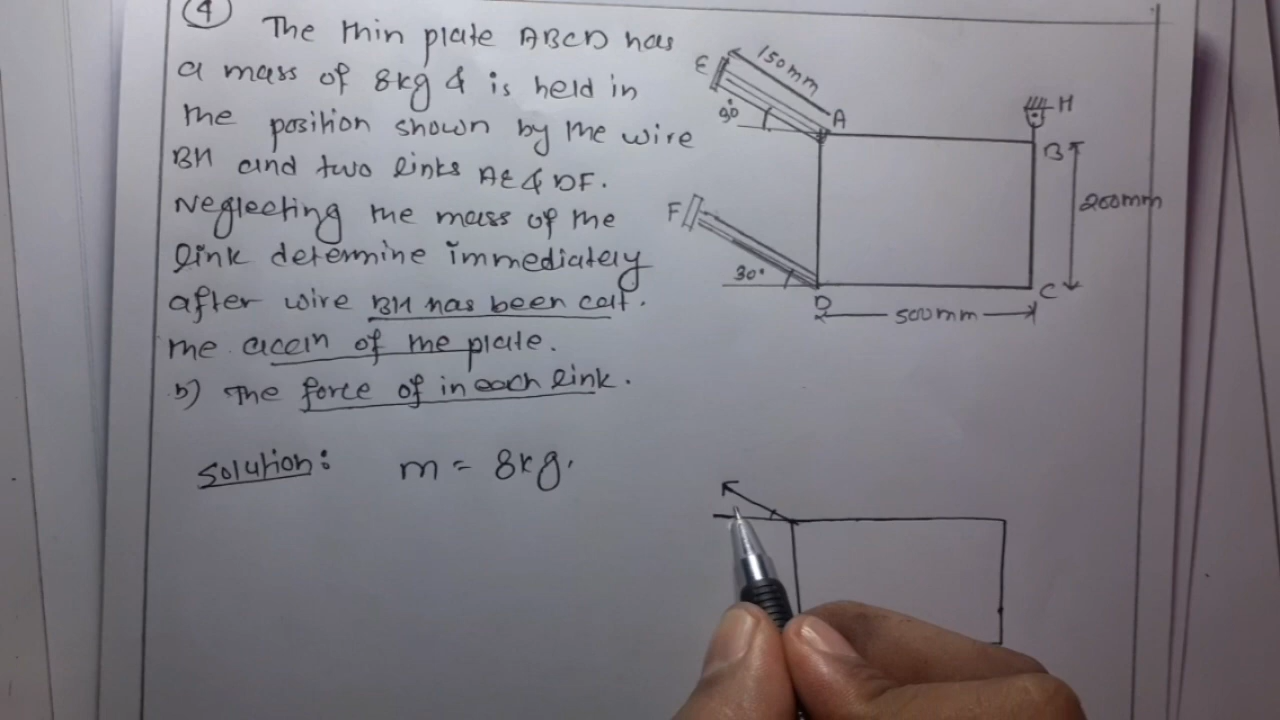 4
The thin plate ABCD has
a mass of 8kg & is held in
the position shown by the wire
BH and two links AE & DF.
Neglecting the mass of the
link determine immediately
after wire BH has been cut.
The accln of the plate.
b) The force of in each link.
Solution: m = 8kg.
E
150mm
A
H
B
200mm
F
30°
D
C
500mm